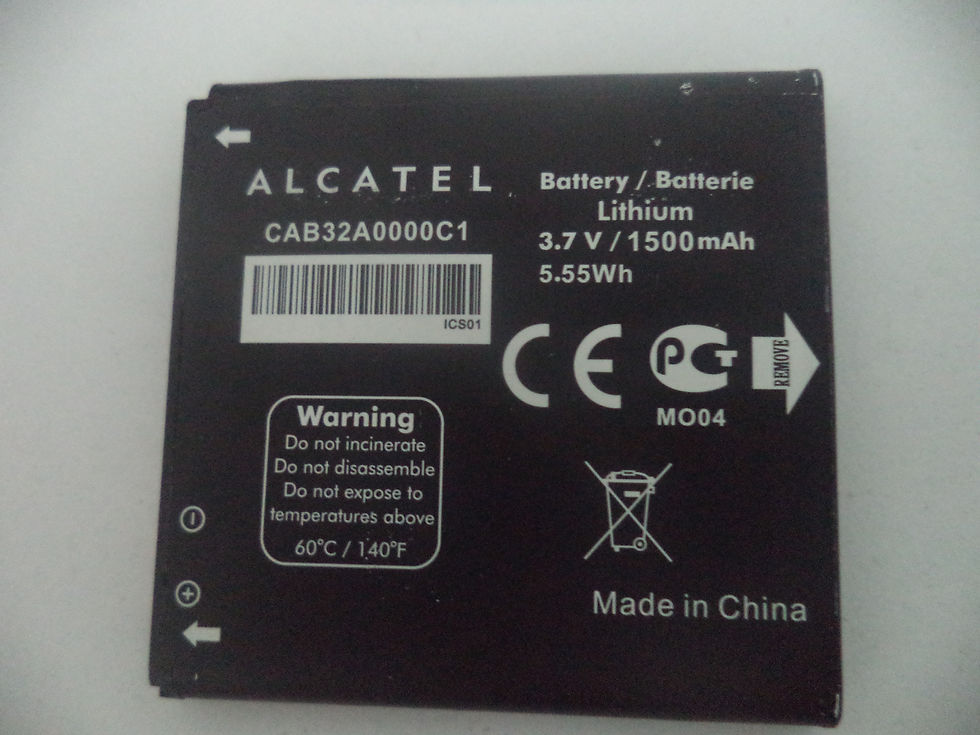 ALCATEL
CAB32A0000C1
ICS01
Battery / Batterie
Lithium
3.7 V / 1500mAh
5.55Wh
CE
PCT
MO04
REMOVE
Warning
Do not incinerate
Do not disassemble
Do not expose to
temperatures above
60°C / 140°F
Made in China